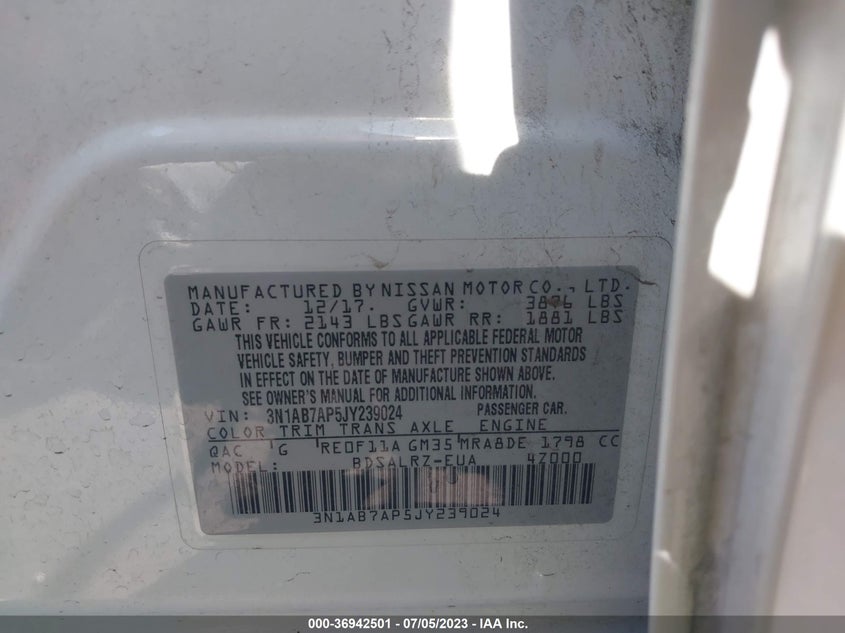 MANUFACTURED BY NISSAN MOTOR CO., LTD.
DATE: 12/17. GVWR: LBS
GAWR FR: 2143 LBS GAWR RR: 1881 LBS
THIS VEHICLE CONFORMS TO ALL APPLICABLE FEDERAL MOTOR
VEHICLE SAFETY, BUMPER AND THEFT PREVENTION STANDARDS
IN EFFECT ON THE DATE OF MANUFACTURE SHOWN ABOVE.
SEE OWNER'S MANUAL FOR ADDITIONAL INFORMATION.
VIN: 3N1AB7AP5JY239024 PASSENGER CAR.
COLOR TRIM TRANS AXLE ENGINE
QAC G RE0F11A GM35 MRA8DE 1798 CC
MODEL: BDSALRZ-EUA 4Z000
3N1AB7AP5JY239024
000-36942501 - 07/05/2023 - IAA Inc.